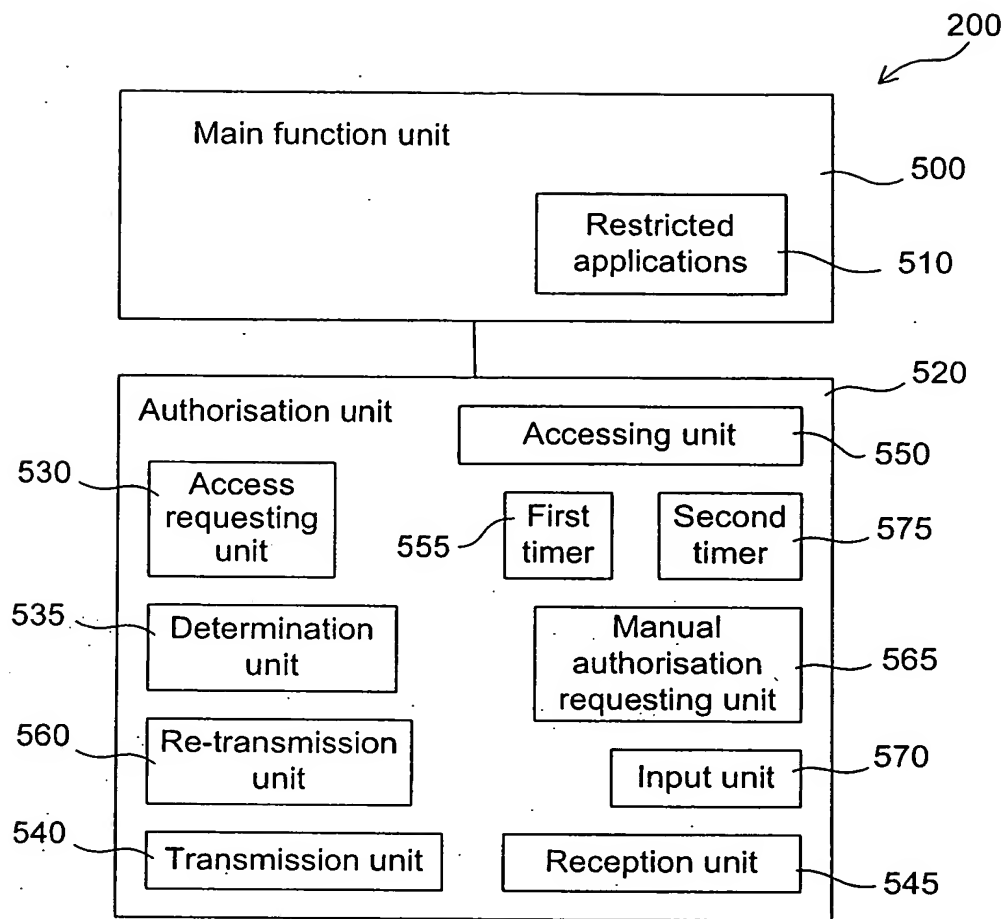 200
Main function unit
500
Restricted
applications
510
520
Authorisation unit
Accessing unit
550
530
Access
requesting
unit
555
First
timer
Second
timer
575
535
Determination
unit
Manual
authorisation
requesting unit
565
560
Re-transmission
unit
Input unit
570
540
Transmission unit
Reception unit
545